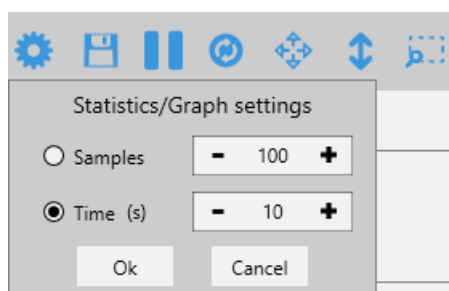 Statistics/Graph settings
Samples - 100 +
Time (s) - 10 +
Ok Cancel